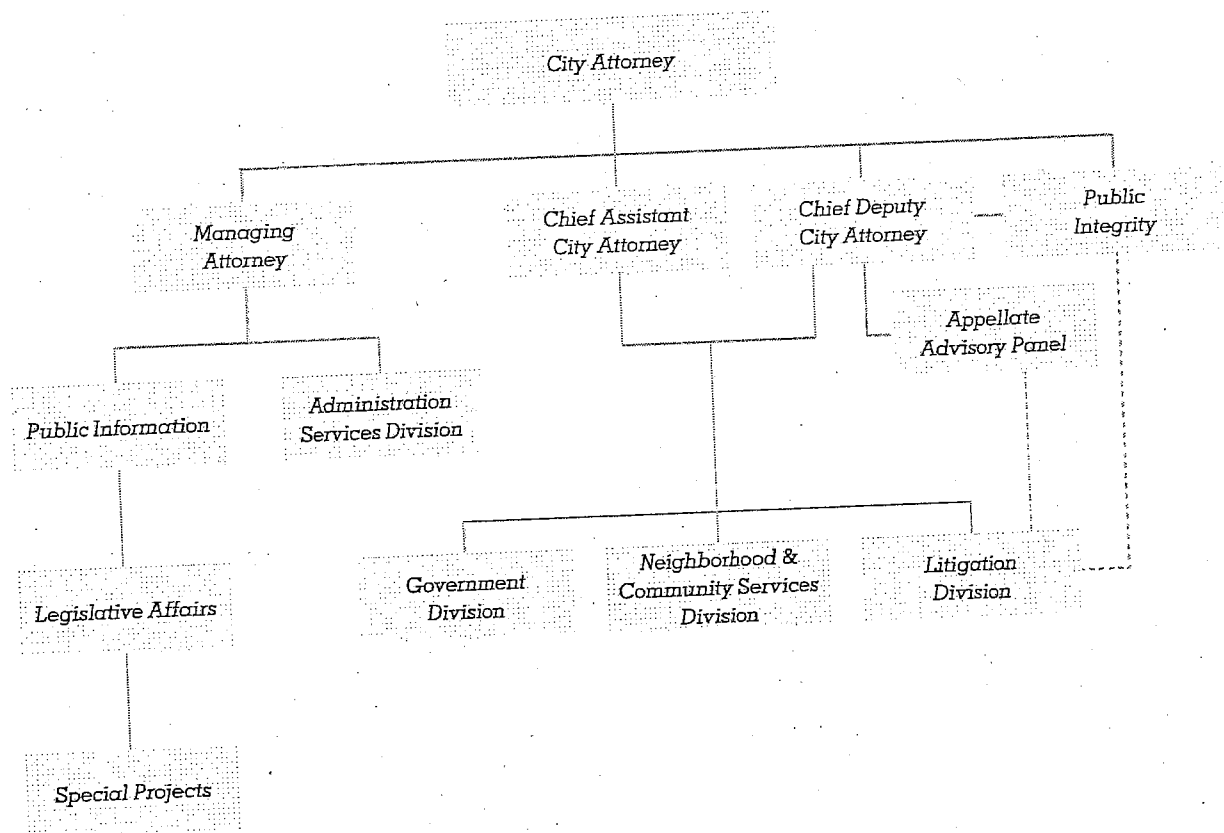 City Attorney
Managing
Attorney
Chief Assistant
City Attorney
Chief Deputy
City Attorney
Public
Integrity
Appellate
Advisory Panel
Public Information
Administration
Services Division
Legislative Affairs
Government
Division
Neighborhood &
Community Services
Division
Litigation
Division
Special Projects